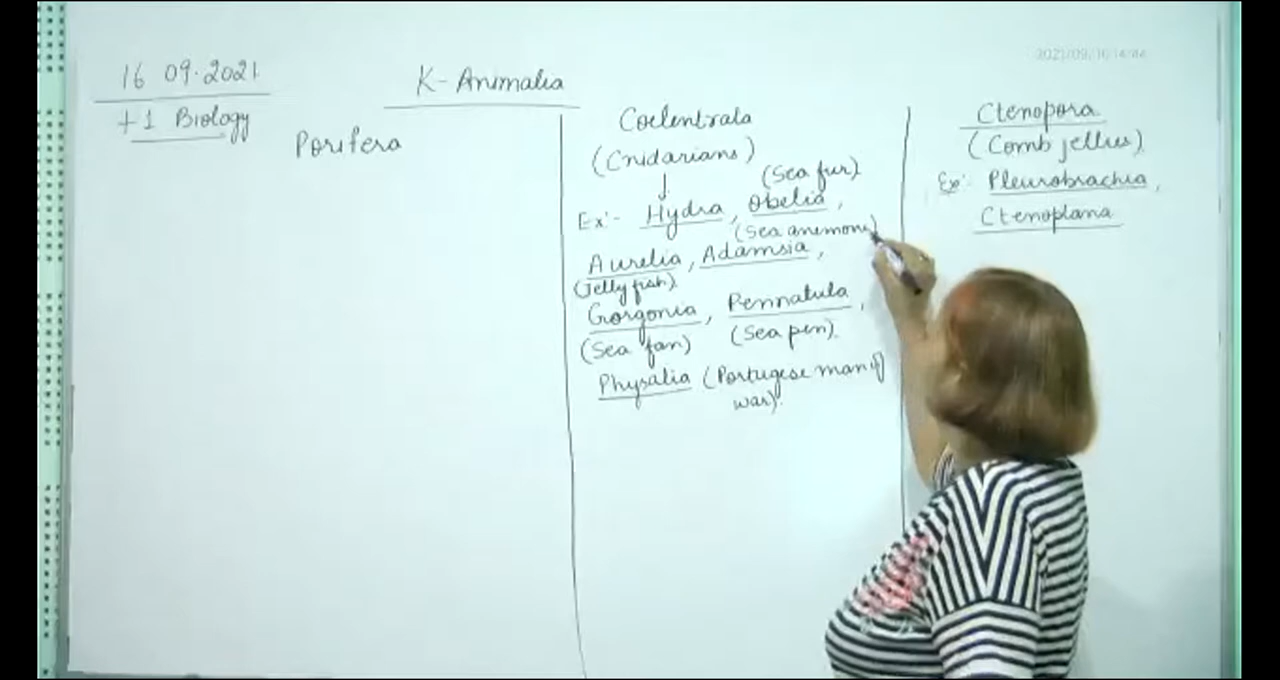 16 09.2021
+1 Biology
K- Animalia
Porifera
Coelentrata
(Cnidarians)
(Sea fur)
Ex:- Hydra, Obelia,
(Sea anemone)
Aurelia, Adamsia,
(Jelly fish)
Gorgonia, Pennatula,
(Sea fan) (Sea pen)
Physalia (Portugese man of
war).
Ctenopora
(Comb jellies)
Ex:- Pleurobrachia,
Ctenoplana